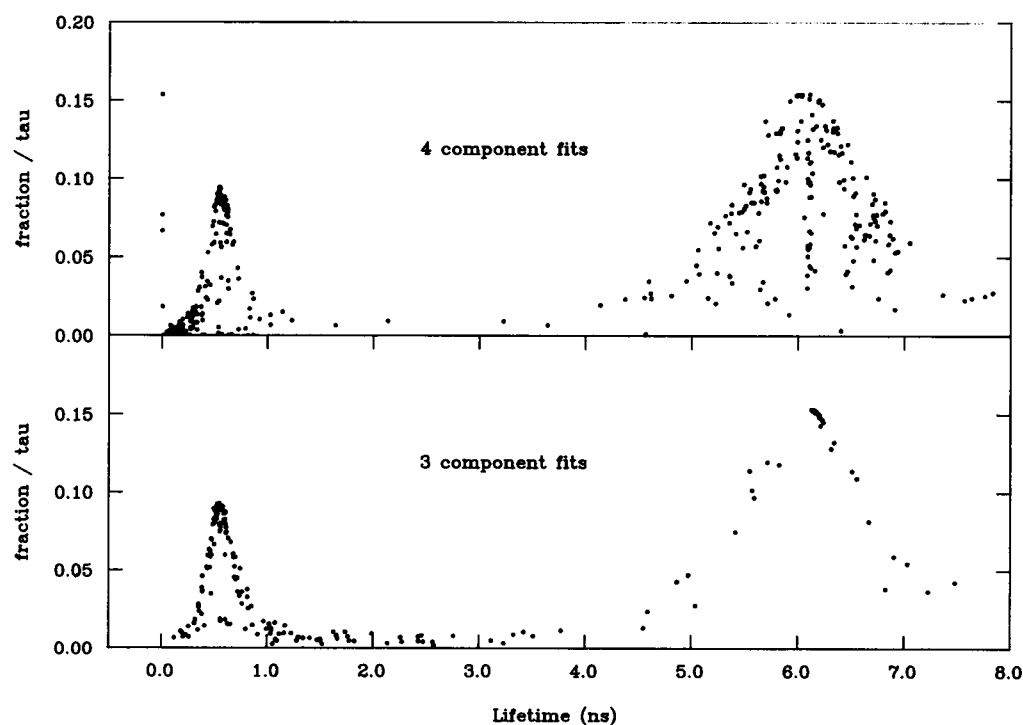 0.20
0.15
4 component fits
0.10
fraction / tau
0.05
0.00
0.15
3 component fits
0.10
fraction / tau
0.05
0.00
0.0 1.0 2.0 3.0 4.0 5.0 6.0 7.0 8.0
Lifetime (ns)